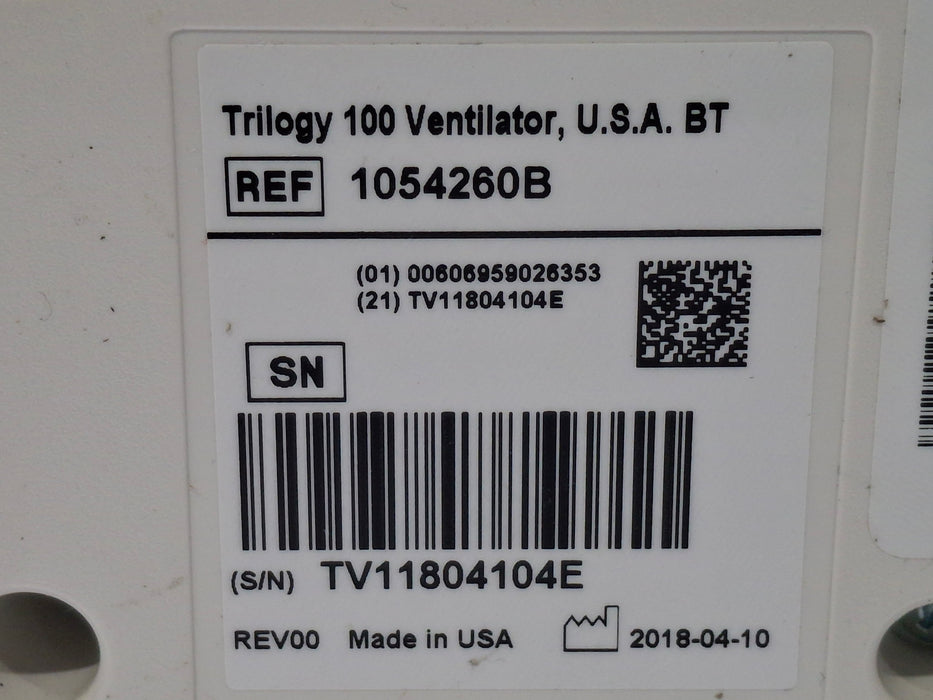 Trilogy 100 Ventilator, U.S.A. BT
REF 1054260B
(01) 00606959026353
(21) TV11804104E
SN
(S/N) TV11804104E
REV00 Made in USA 2018-04-10